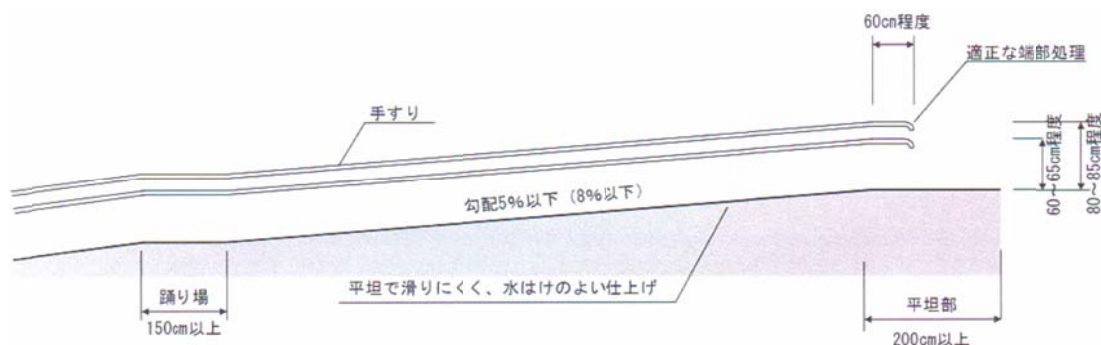 60cm程度
適正な端部処理
手すり
60～65cm程度
80～85cm程度
勾配5％以下（8％以下）
平坦で滑りにくく、水はけのよい仕上げ
踊り場
150cm以上
平坦部
200cm以上